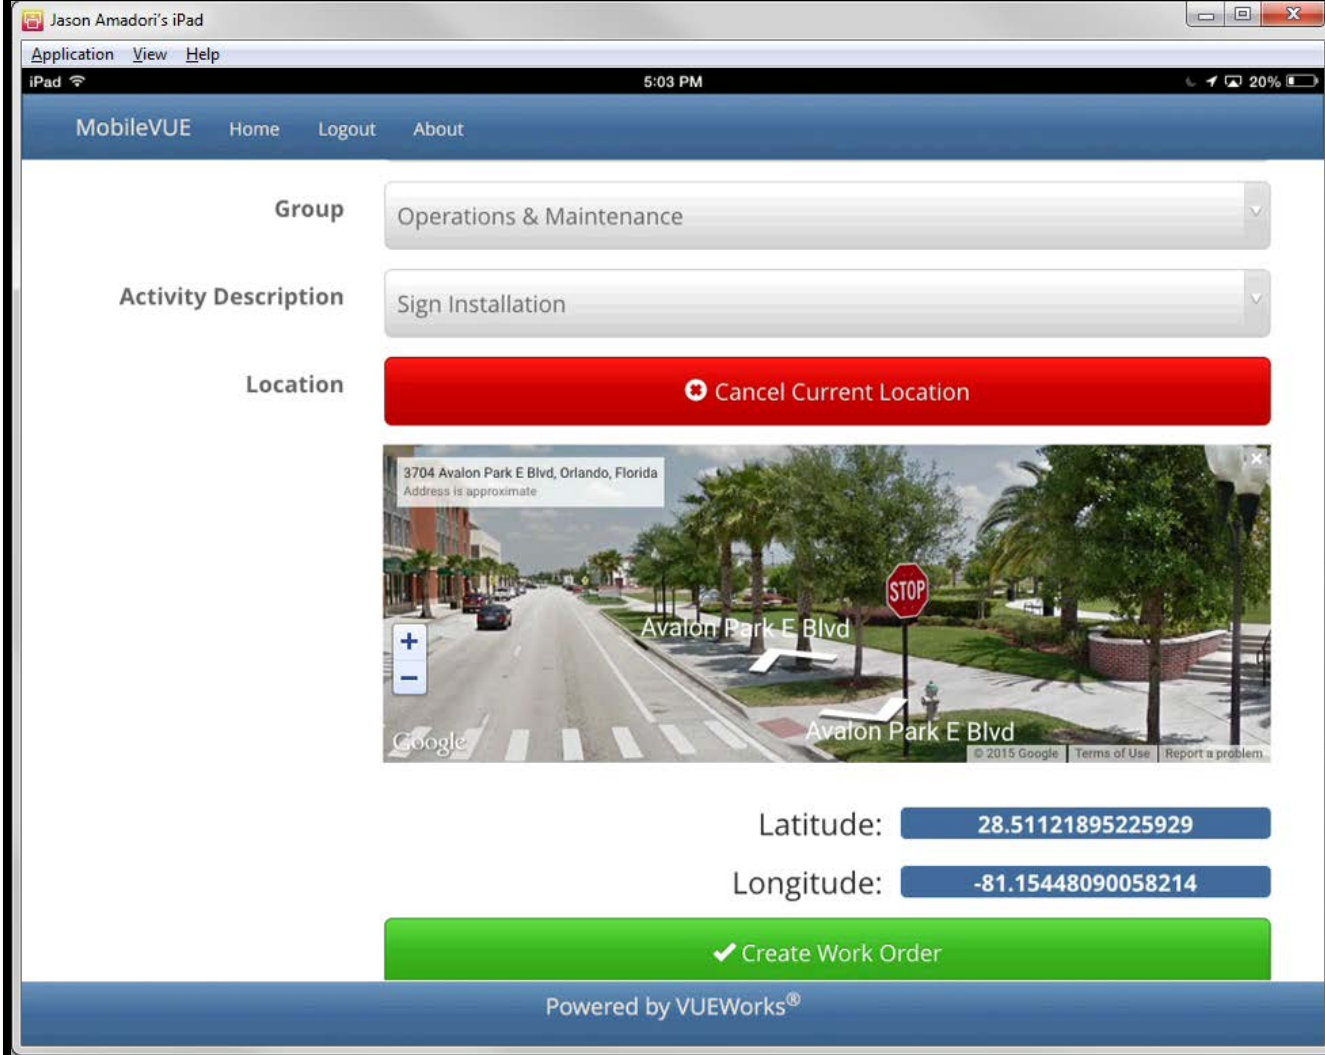 Jason Amadori's iPad
Application View Help
iPad 5:03 PM 20%
MobileVUE Home Logout About
Group Operations & Maintenance
Activity Description Sign Installation
Location Cancel Current Location
3704 Avalon Park E Blvd, Orlando, Florida
Address is approximate
STOP
Avalon Park E Blvd
+
−
Avalon Park E Blvd
Google © 2015 Google Terms of Use Report a problem
Latitude: 28.51121895225929
Longitude: -81.15448090058214
Create Work Order
Powered by VUEWorks®